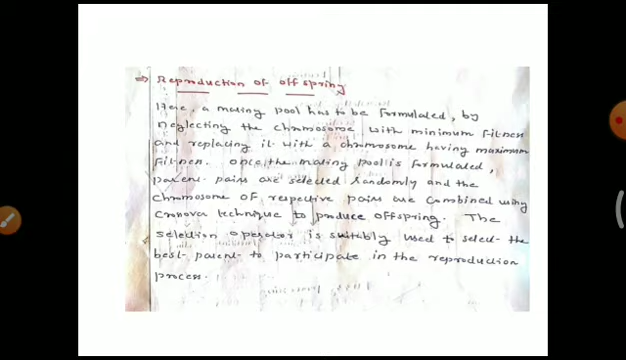 ⇒ Reproduction of off spring
Here, a mating pool has to be formulated, by
neglecting the chromosome with minimum fitness
and replacing it with a chromosome having maximum
fitness. Once the mating pool is formulated,
parent pairs are selected randomly and the
chromosome of respective pairs are combined using
crossover technique to produce offspring. The
selection operator is suitably used to select the
best parent to participate in the reproduction
process.